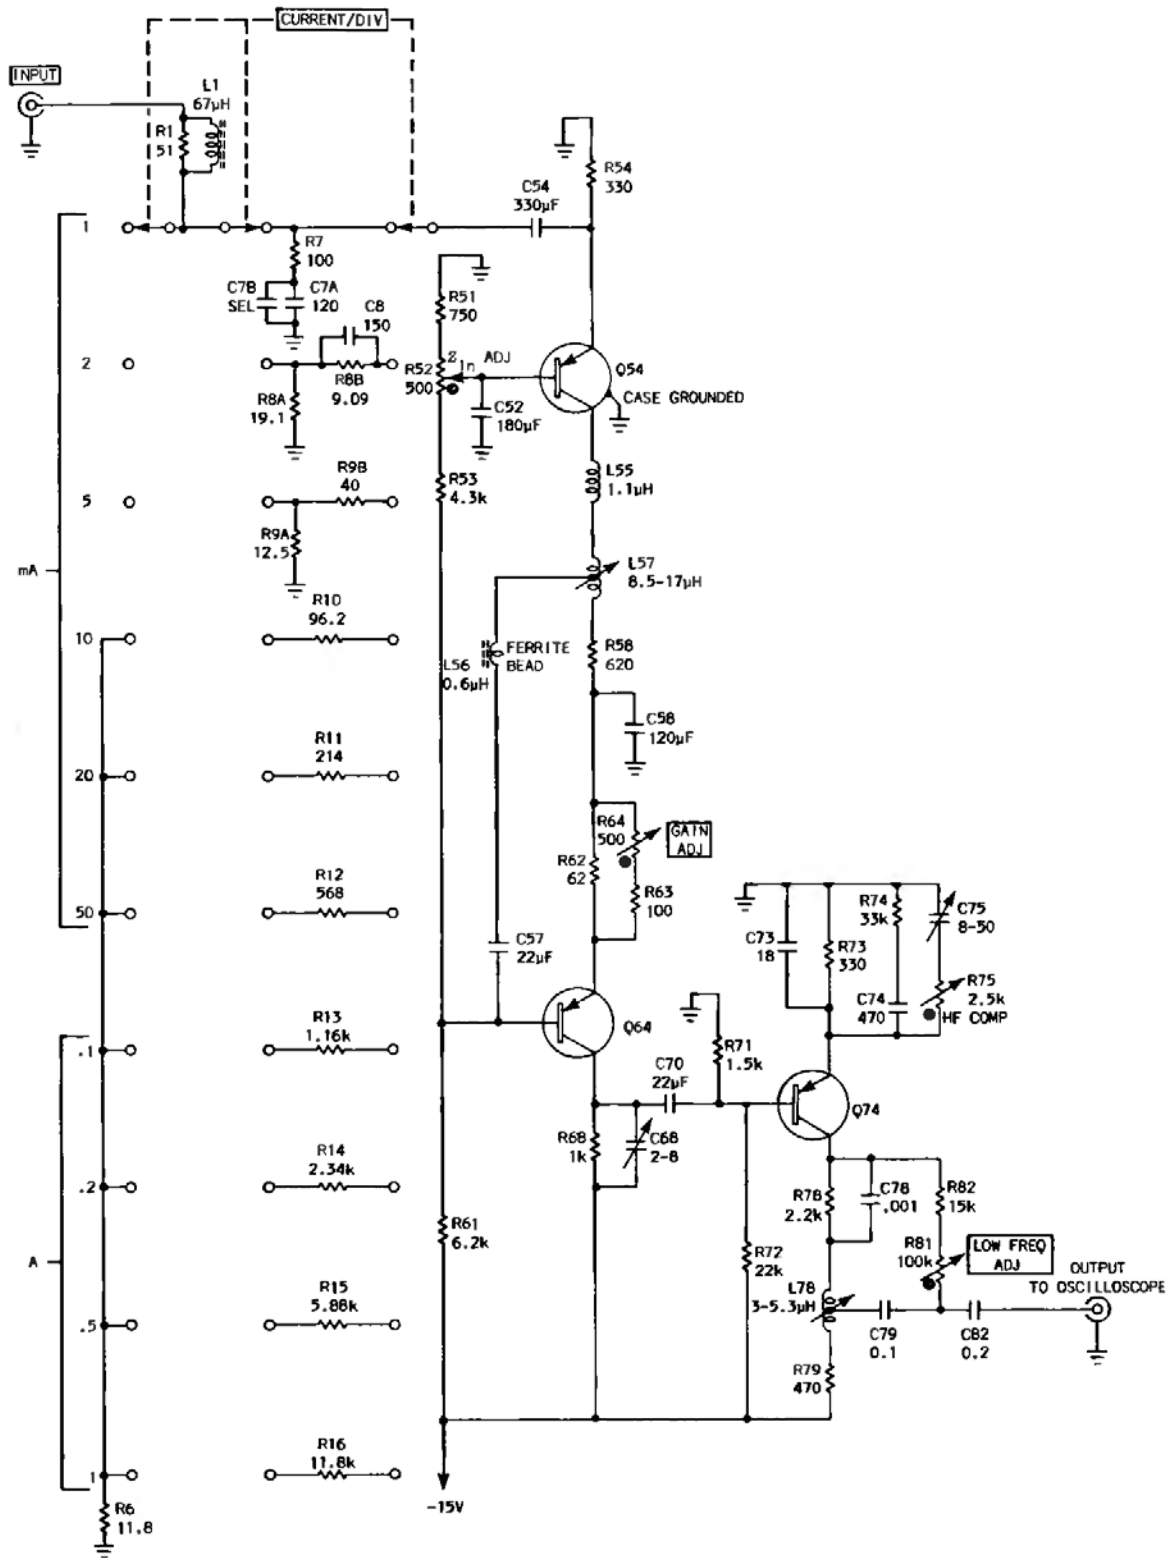 CURRENT/DIV
INPUT
L1
67µH
R1
51
C54
330µF
R54
330
1
R7
100
C7B
SEL
C7A
120
C8
150
R51
750
2
R8B
9.09
R8A
19.1
R52
500
Z In ADJ
C52
180µF
Q54
CASE GROUNDED
5
R9B
40
R9A
12.5
R53
4.3k
L55
1.1µH
mA
L57
8.5-17µH
10
R10
96.2
L56
0.6µH
FERRITE
BEAD
R58
620
C58
120µF
20
R11
214
R64
500
GAIN
ADJ
R62
62
R63
100
50
R12
568
C57
22µF
C73
18
R73
330
R74
33k
C75
8-50
C74
470
R75
2.5k
HF COMP
.1
R13
1.16k
Q64
R71
1.5k
C70
22µF
Q74
R68
1k
C68
2-8
.2
R14
2.34k
R78
2.2k
C78
.001
R82
15k
A
R61
6.2k
R72
22k
R81
100k
LOW FREQ
ADJ
OUTPUT
TO OSCILLOSCOPE
.5
R15
5.88k
L78
3-5.3µH
C79
0.1
C82
0.2
R79
470
1
R16
11.8k
-15V
R6
11.8